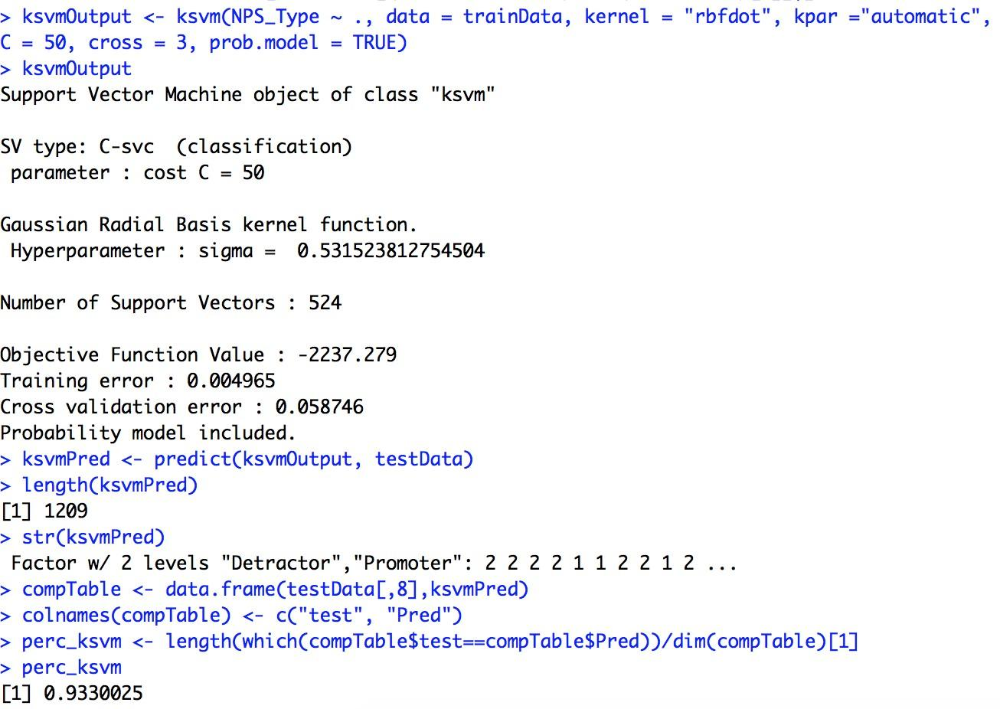 > ksvmOutput <- ksvm(NPS_Type ~ ., data = trainData, kernel = "rbfdot", kpar ="automatic",
C = 50, cross = 3, prob.model = TRUE)
> ksvmOutput
Support Vector Machine object of class "ksvm"

SV type: C-svc  (classification)
 parameter : cost C = 50

Gaussian Radial Basis kernel function.
 Hyperparameter : sigma =  0.531523812754504

Number of Support Vectors : 524

Objective Function Value : -2237.279
Training error : 0.004965
Cross validation error : 0.058746
Probability model included.
> ksvmPred <- predict(ksvmOutput, testData)
> length(ksvmPred)
[1] 1209
> str(ksvmPred)
 Factor w/ 2 levels "Detractor","Promoter": 2 2 2 2 1 1 2 2 1 2 ...
> compTable <- data.frame(testData[,8],ksvmPred)
> colnames(compTable) <- c("test", "Pred")
> perc_ksvm <- length(which(compTable$test==compTable$Pred))/dim(compTable)[1]
> perc_ksvm
[1] 0.9330025